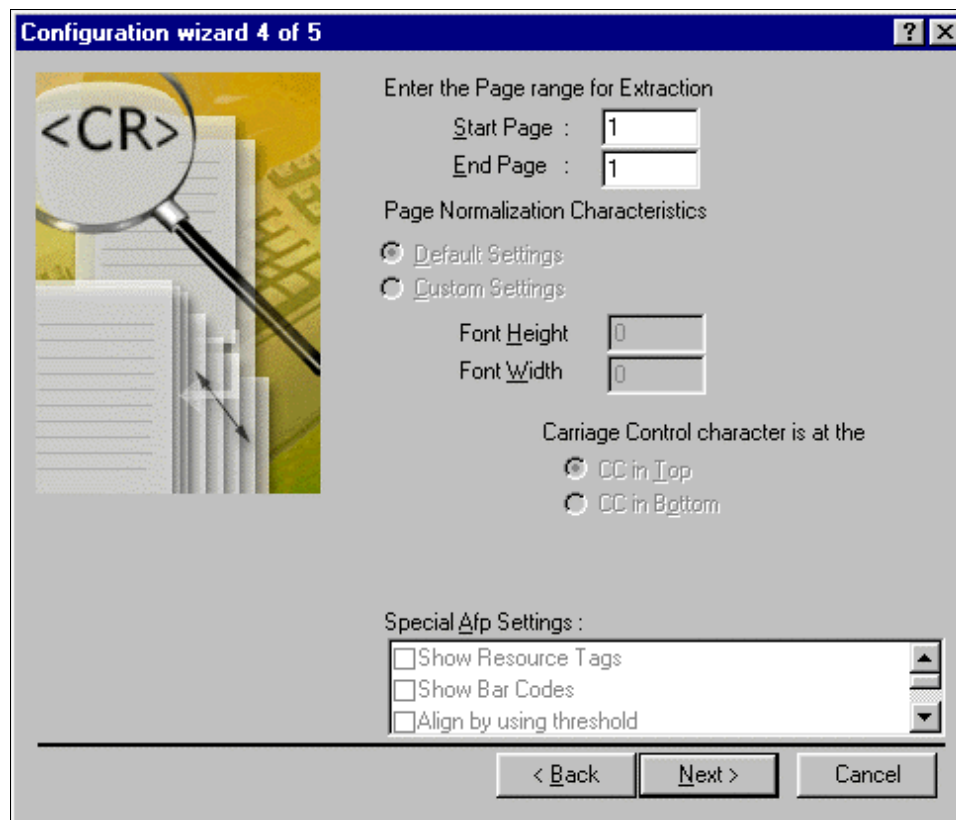 Configuration wizard 4 of 5
<CR>
Enter the Page range for Extraction
Start Page : 1
End Page : 1
Page Normalization Characteristics
Default Settings
Custom Settings
Font Height 0
Font Width 0
Carriage Control character is at the
CC in Top
CC in Bottom
Special Afp Settings :
Show Resource Tags
Show Bar Codes
Align by using threshold
< Back Next > Cancel